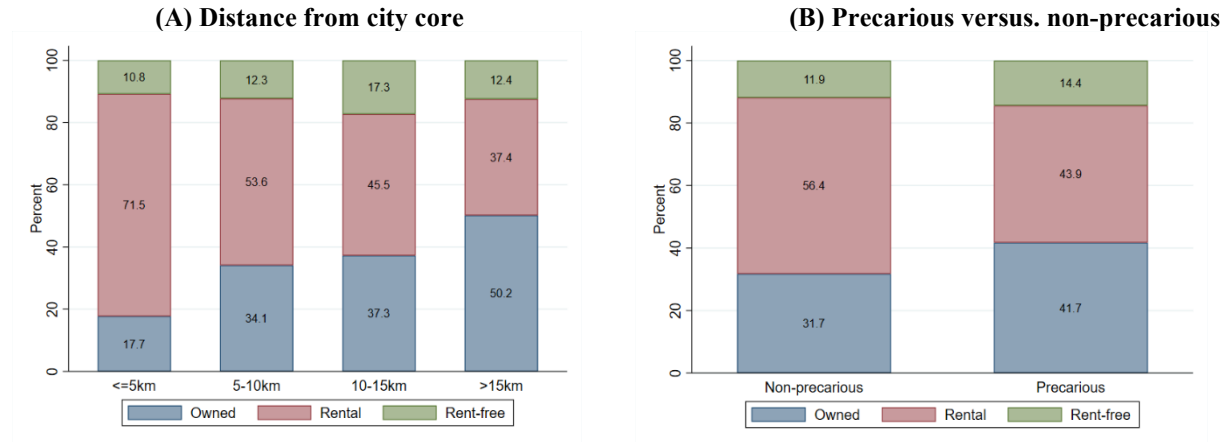 (A) Distance from city core
Percent
100
80
60
40
20
0
10.8
12.3
17.3
12.4
71.5
53.6
45.5
37.4
17.7
34.1
37.3
50.2
<=5km
5-10km
10-15km
>15km
Owned
Rental
Rent-free
(B) Precarious versus. non-precarious
Percent
100
80
60
40
20
0
11.9
14.4
56.4
43.9
31.7
41.7
Non-precarious
Precarious
Owned
Rental
Rent-free